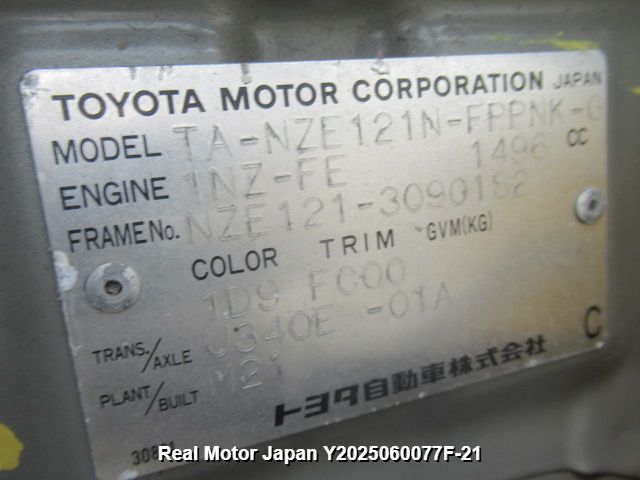 TOYOTA MOTOR CORPORATION JAPAN
MODEL TA-NZE121N-FPPNK-G
ENGINE 1NZ-FE 1496 CC
FRAME No. NZE121-3090182
COLOR TRIM GVM(KG)
1D9 FC00
TRANS./AXLE U340E -01A
PLANT/BUILT M21
C
トヨタ自動車株式会社
Real Motor Japan Y2025060077F-21